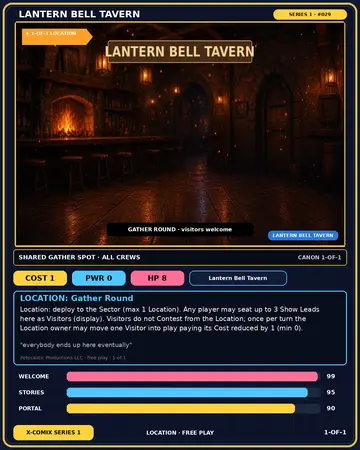 LANTERN BELL TAVERN
SERIES 1 · #029
1-OF-1 LOCATION
LANTERN BELL TAVERN
GATHER ROUND · visitors welcome
LANTERN BELL TAVERN
SHARED GATHER SPOT · ALL CREWS
CANON 1-OF-1
COST 1
PWR 0
HP 8
Lantern Bell Tavern
LOCATION: Gather Round
Location: deploy to the Sector (max 1 Location). Any player may seat up to 3 Show Leads
here as Visitors (display). Visitors do not Contest from the Location; once per turn the
Location owner may move one Visitor into play paying its Cost reduced by 1 (min 0).
"everybody ends up here eventually"
Petercastic Productions LLC · free play · 1-of-1
WELCOME
99
STORIES
95
PORTAL
90
X-COMIX SERIES 1
LOCATION · FREE PLAY
1-OF-1